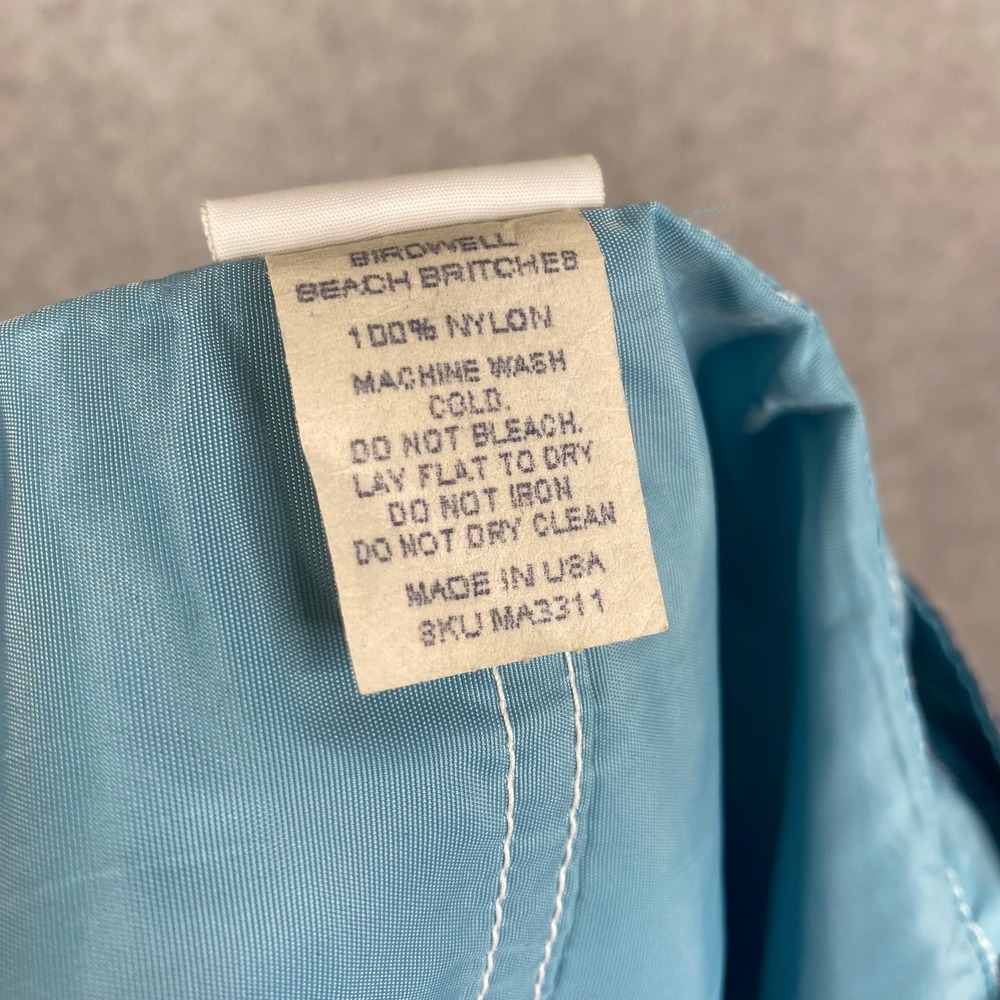 BIRDWELL
BEACH BRITCHES
100% NYLON
MACHINE WASH
COLD.
DO NOT BLEACH.
LAY FLAT TO DRY
DO NOT IRON
DO NOT DRY CLEAN
MADE IN USA
SKU MA3311